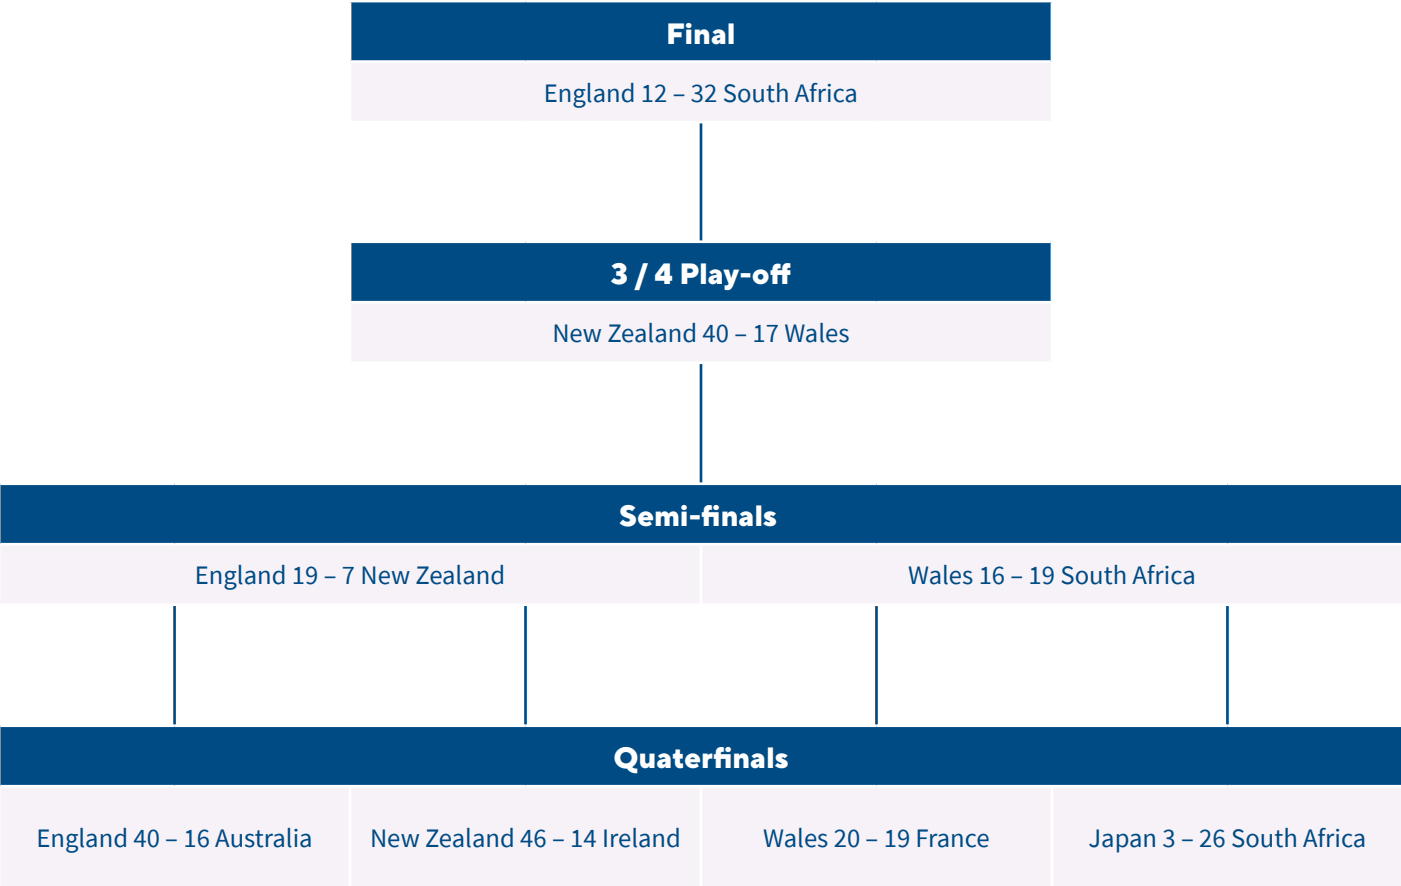 Final
England 12 – 32 South Africa
3 / 4 Play-off
New Zealand 40 – 17 Wales
Semi-finals
England 19 – 7 New Zealand
Wales 16 – 19 South Africa
Quaterfinals
England 40 – 16 Australia
New Zealand 46 – 14 Ireland
Wales 20 – 19 France
Japan 3 – 26 South Africa